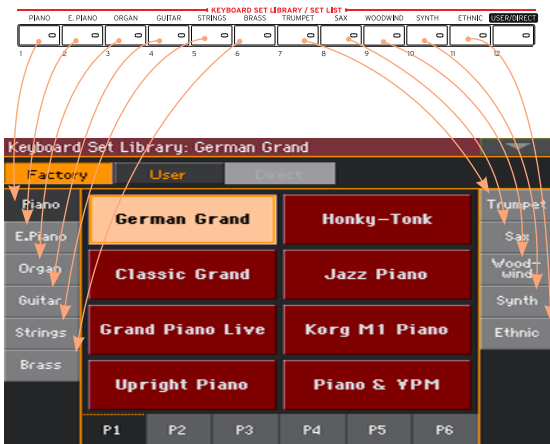 KEYBOARD SET LIBRARY / SET LIST
PIANO E. PIANO ORGAN GUITAR STRINGS BRASS TRUMPET SAX WOODWIND SYNTH ETHNIC USER/DIRECT
1 2 3 4 5 6 7 8 9 10 11 12
Keyboard Set Library: German Grand
Factory User Direct
Piano
E.Piano
Organ
Guitar
Strings
Brass
German Grand Honky-Tonk
Classic Grand Jazz Piano
Grand Piano Live Korg M1 Piano
Upright Piano Piano & YPM
Trumpet
Sax
Wood-
wind
Synth
Ethnic
P1 P2 P3 P4 P5 P6